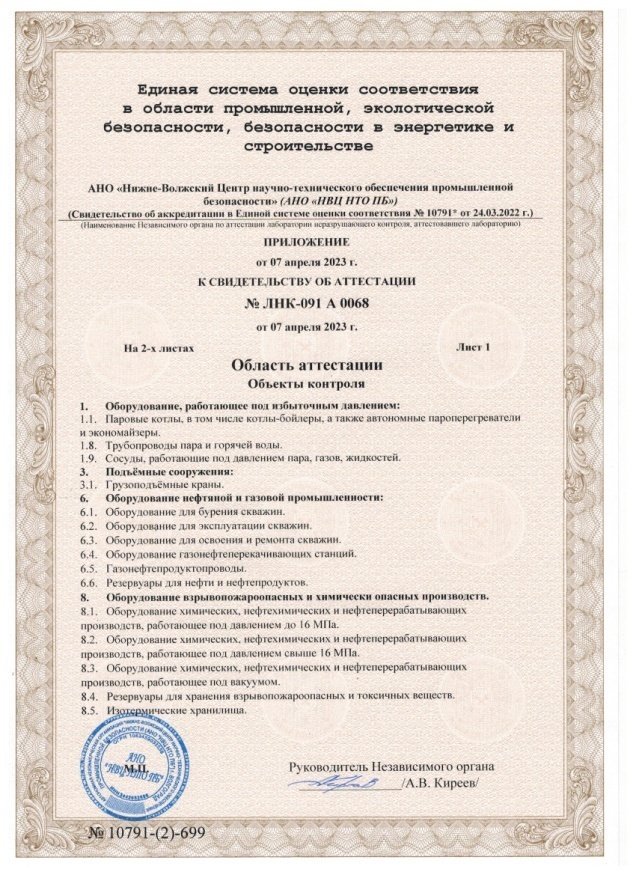 Единая система оценки соответствия
в области промышленной, экологической
безопасности, безопасности в энергетике и
строительстве
АНО «Нижне-Волжский Центр научно-технического обеспечения промышленной
безопасности» (АНО «НВЦ НТО ПБ»)
(Свидетельство об аккредитации в Единой системе оценки соответствия № 10791* от 24.03.2022 г.)
(Наименование Независимого органа по аттестации лаборатории неразрушающего контроля, аттестовавшего лабораторию)
ПРИЛОЖЕНИЕ
от 07 апреля 2023 г.
К СВИДЕТЕЛЬСТВУ ОБ АТТЕСТАЦИИ
№ ЛНК-091 А 0068
от 07 апреля 2023 г.
На 2-х листах Лист 1
Область аттестации
Объекты контроля
1. Оборудование, работающее под избыточным давлением:
1.1. Паровые котлы, в том числе котлы-бойлеры, а также автономные пароперегреватели
и экономайзеры.
1.8. Трубопроводы пара и горячей воды.
1.9. Сосуды, работающие под давлением пара, газов, жидкостей.
3. Подъёмные сооружения:
3.1. Грузоподъёмные краны.
6. Оборудование нефтяной и газовой промышленности:
6.1. Оборудование для бурения скважин.
6.2. Оборудование для эксплуатации скважин.
6.3. Оборудование для освоения и ремонта скважин.
6.4. Оборудование газонефтеперекачивающих станций.
6.5. Газонефтепродуктопроводы.
6.6. Резервуары для нефти и нефтепродуктов.
8. Оборудование взрывопожароопасных и химически опасных производств.
8.1. Оборудование химических, нефтехимических и нефтеперерабатывающих
производств, работающее под давлением до 16 МПа.
8.2. Оборудование химических, нефтехимических и нефтеперерабатывающих
производств, работающее под давлением свыше 16 МПа.
8.3. Оборудование химических, нефтехимических и нефтеперерабатывающих
производств, работающее под вакуумом.
8.4. Резервуары для хранения взрывопожароопасных и токсичных веществ.
8.5. Изотермические хранилища.
АНО
"НВЦ НТО ПБ"
М.П.
Руководитель Независимого органа
/А.В. Киреев/
№ 10791-(2)-699